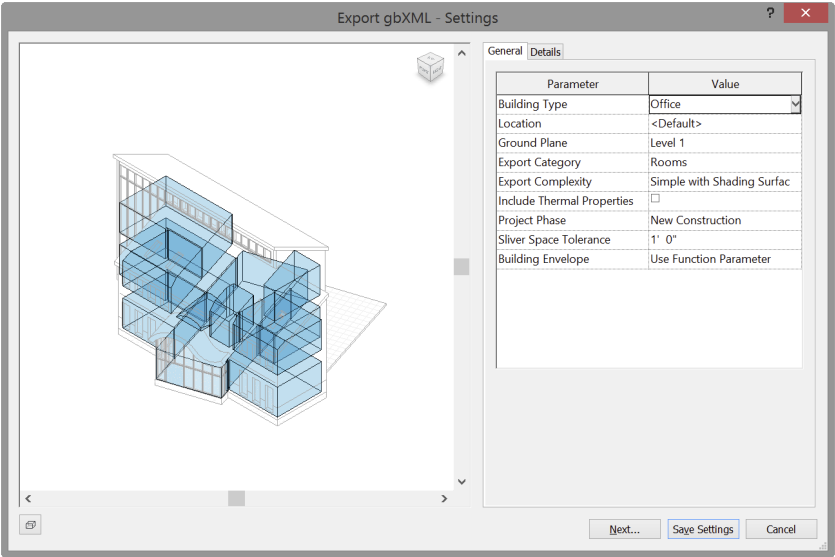 Export gbXML - Settings
?
General Details
Parameter Value
Building Type Office
Location <Default>
Ground Plane Level 1
Export Category Rooms
Export Complexity Simple with Shading Surfac
Include Thermal Properties
Project Phase New Construction
Sliver Space Tolerance 1' 0"
Building Envelope Use Function Parameter
Next... Save Settings Cancel